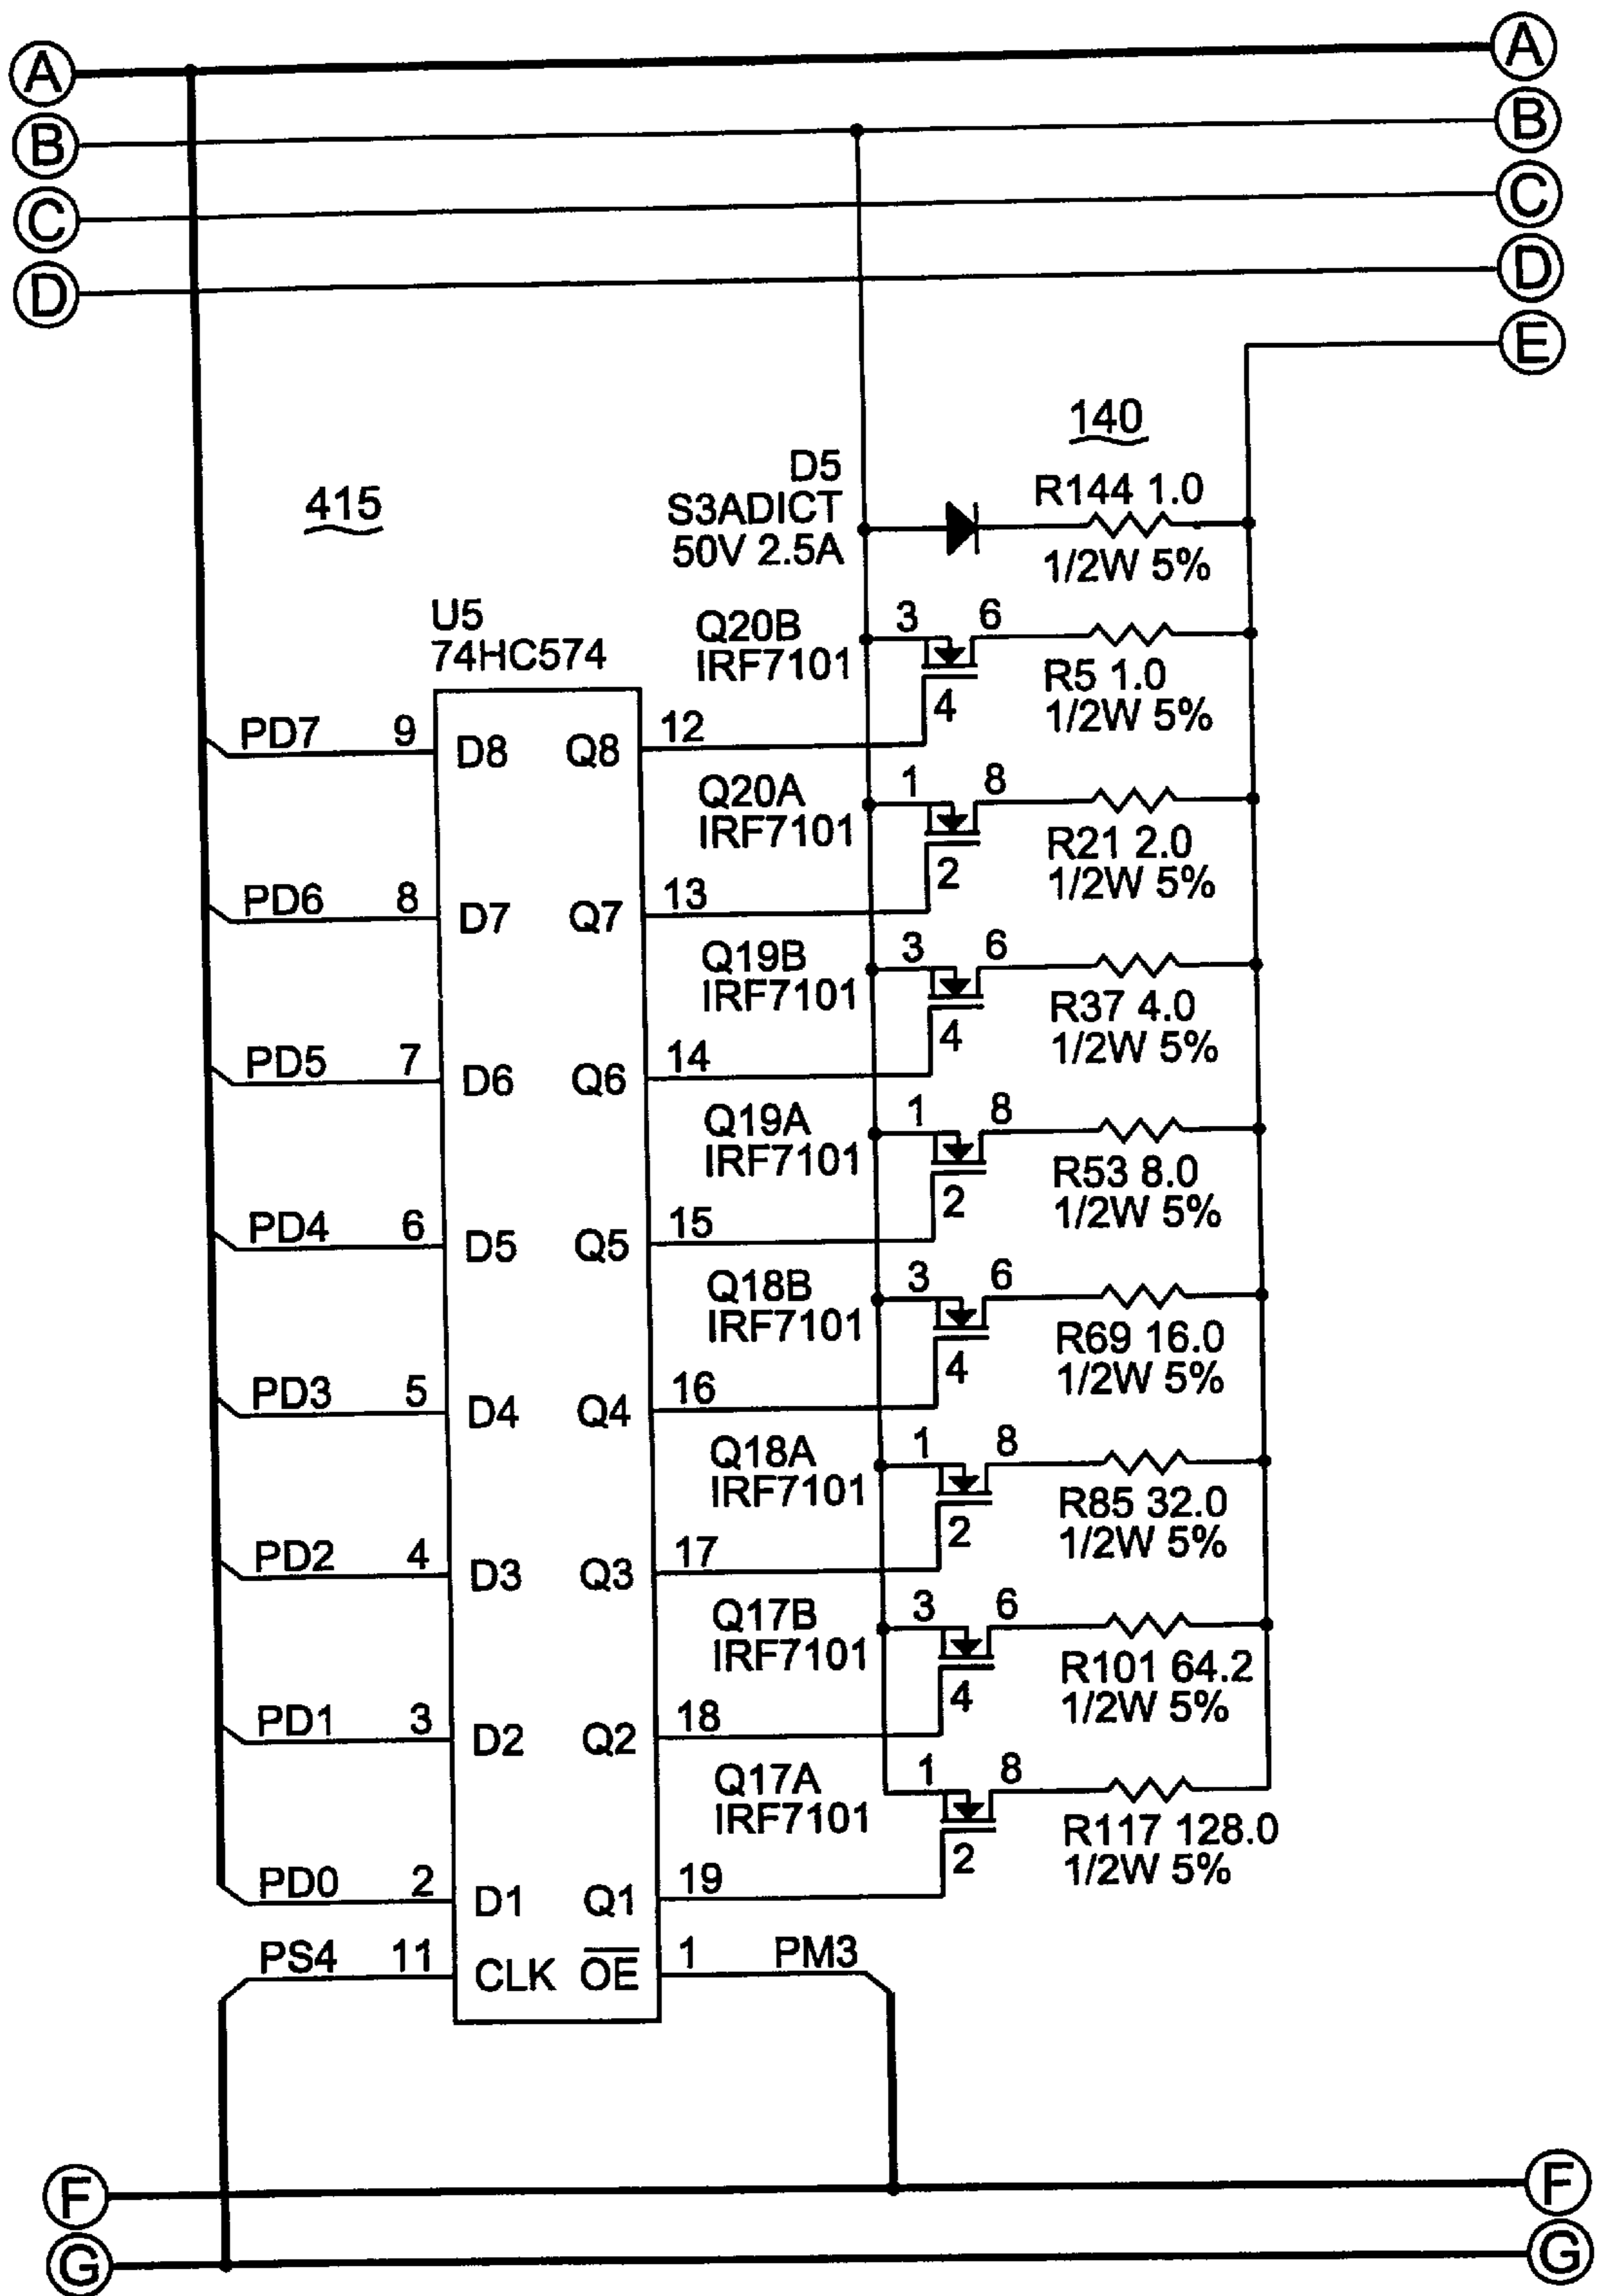 A A
B B
C C
D D
E
140
415
D5
S3ADICT
50V 2.5A
R144 1.0
1/2W 5%
U5
74HC574
Q20B
IRF7101
3 6
4
R5 1.0
1/2W 5%
PD7 9 D8 Q8 12
Q20A
IRF7101
1 8
2
R21 2.0
1/2W 5%
PD6 8 D7 Q7 13
Q19B
IRF7101
3 6
4
R37 4.0
1/2W 5%
PD5 7 D6 Q6 14
Q19A
IRF7101
1 8
2
R53 8.0
1/2W 5%
PD4 6 D5 Q5 15
Q18B
IRF7101
3 6
4
R69 16.0
1/2W 5%
PD3 5 D4 Q4 16
Q18A
IRF7101
1 8
2
R85 32.0
1/2W 5%
PD2 4 D3 Q3 17
Q17B
IRF7101
3 6
4
R101 64.2
1/2W 5%
PD1 3 D2 Q2 18
Q17A
IRF7101
1 8
2
R117 128.0
1/2W 5%
PD0 2 D1 Q1 19
PS4 11 CLK OE 1 PM3
F F
G G